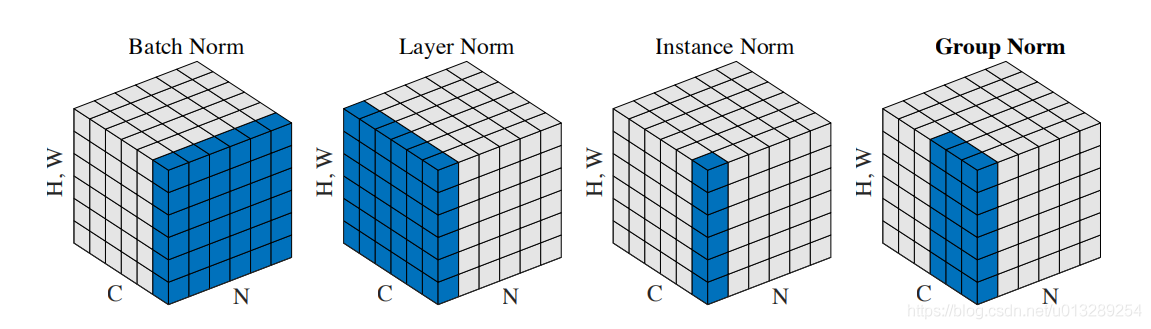 Batch Norm
Layer Norm
Instance Norm
Group Norm
H, W
H, W
H, W
H, W
C
N
C
N
C
N
C
N
https://blog.csdn.net/u013289254